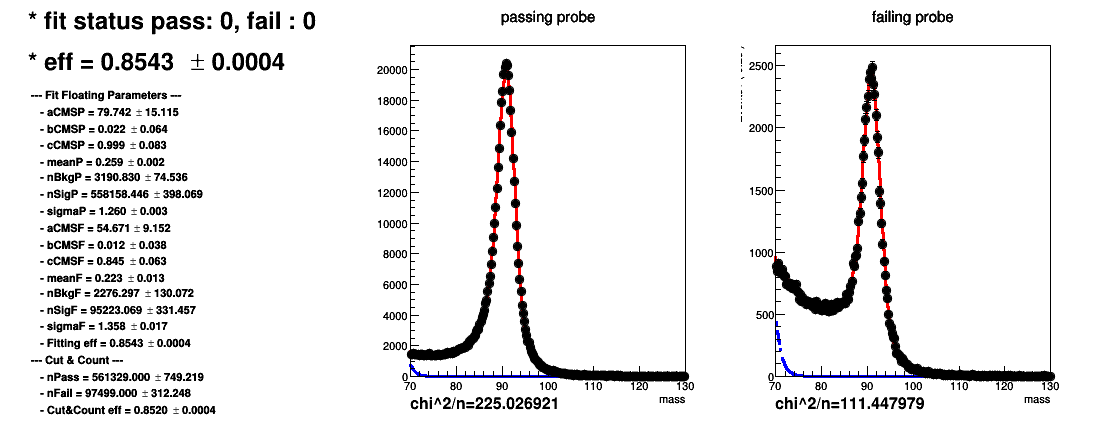 * fit status pass: 0, fail : 0
* eff = 0.8543 ± 0.0004
--- Fit Floating Parameters ---
- aCMSP = 79.742 ± 15.115
- bCMSP = 0.022 ± 0.064
- cCMSP = 0.999 ± 0.083
- meanP = 0.259 ± 0.002
- nBkgP = 3190.830 ± 74.536
- nSigP = 558158.446 ± 398.069
- sigmaP = 1.260 ± 0.003
- aCMSF = 54.671 ± 9.152
- bCMSF = 0.012 ± 0.038
- cCMSF = 0.845 ± 0.063
- meanF = 0.223 ± 0.013
- nBkgF = 2276.297 ± 130.072
- nSigF = 95223.069 ± 331.457
- sigmaF = 1.358 ± 0.017
- Fitting eff = 0.8543 ± 0.0004
--- Cut & Count ---
- nPass = 561329.000 ± 749.219
- nFail = 97499.000 ± 312.248
- Cut&Count eff = 0.8520 ± 0.0004
passing probe
20000
18000
16000
14000
12000
10000
8000
6000
4000
2000
0
70 80 90 100 110 120 130
mass
chi^2/n=225.026921
failing probe
2500
2000
1500
1000
500
0
70 80 90 100 110 120 130
mass
chi^2/n=111.447979